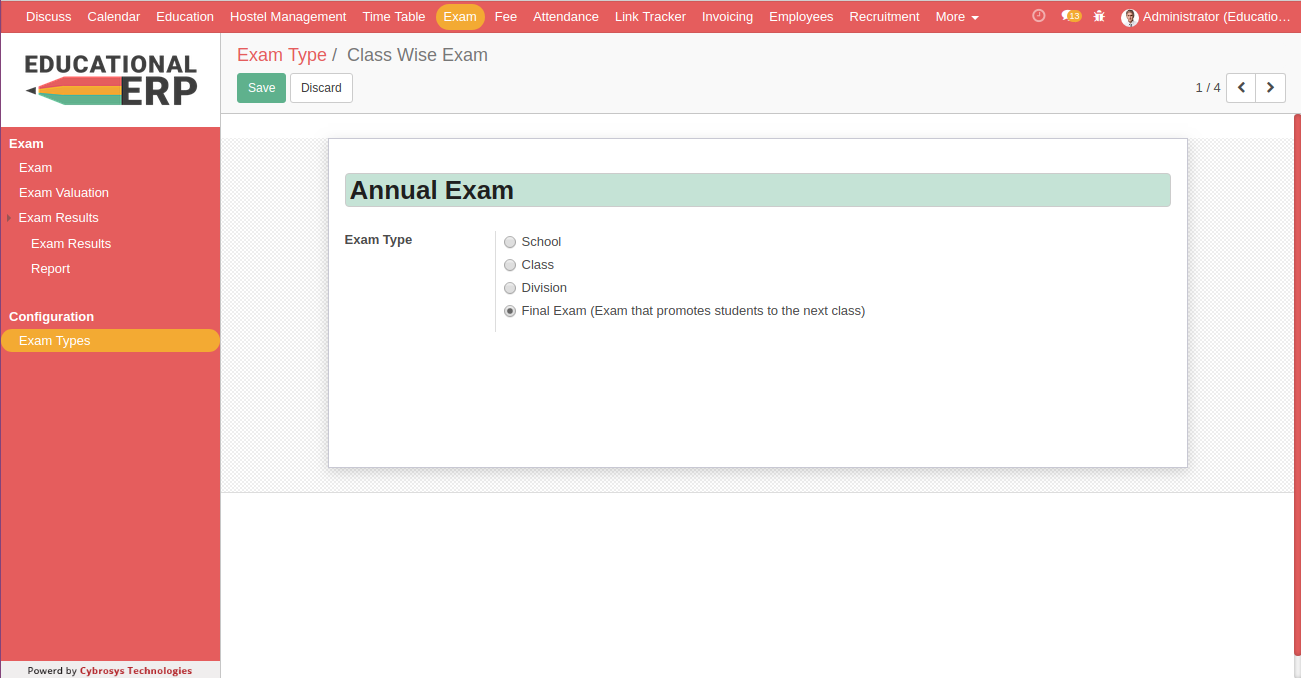 Discuss Calendar Education Hostel Management Time Table Exam Fee Attendance Link Tracker Invoicing Employees Recruitment More 13 Administrator (Educatio...
EDUCATIONAL
ERP
Exam Type / Class Wise Exam
Save Discard
1 / 4
Exam
Exam
Exam Valuation
Exam Results
Exam Results
Report
Configuration
Exam Types
Annual Exam
Exam Type
School
Class
Division
Final Exam (Exam that promotes students to the next class)
Powerd by Cybrosys Technologies